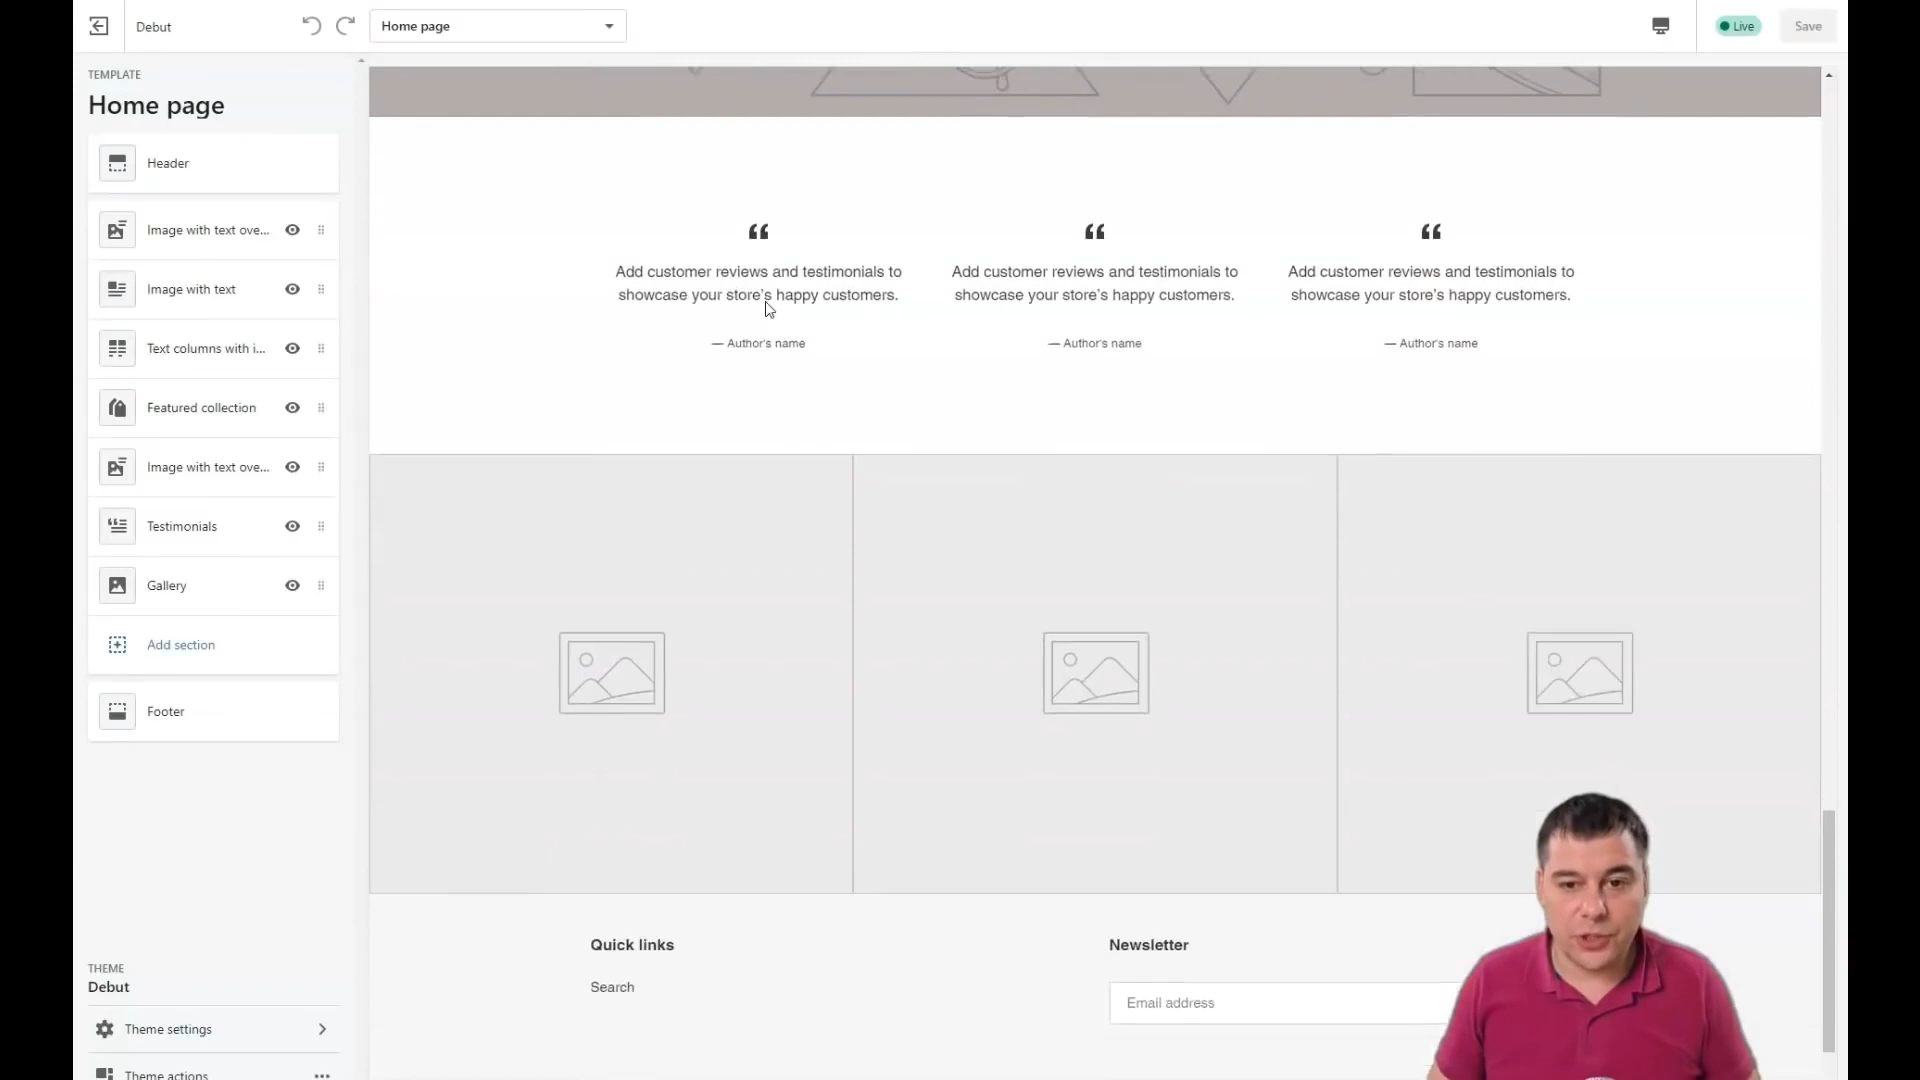 Debut
Home page
Live
Save
TEMPLATE
Home page
Header
Image with text ove...
Image with text
Text columns with i...
Featured collection
Image with text ove...
Testimonials
Gallery
Add section
Footer
THEME
Debut
Theme settings
Theme actions
“
“
“
Add customer reviews and testimonials to
showcase your store’s happy customers.
— Author's name
Add customer reviews and testimonials to
showcase your store’s happy customers.
— Author's name
Add customer reviews and testimonials to
showcase your store’s happy customers.
— Author's name
Quick links
Search
Newsletter
Email address